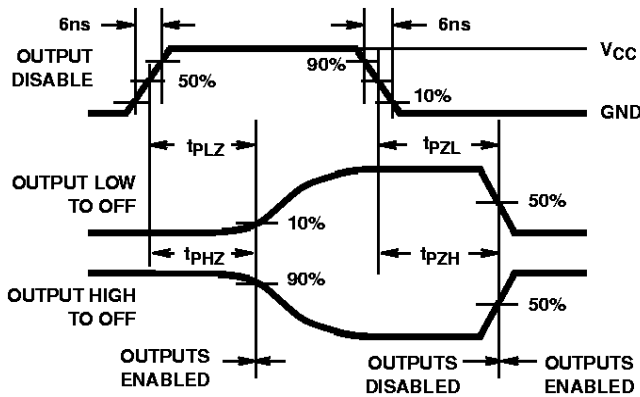 6ns
6ns
OUTPUT
DISABLE
90%
VCC
50%
10%
GND
tPLZ
tPZL
OUTPUT LOW
TO OFF
10%
50%
tPHZ
tPZH
OUTPUT HIGH
TO OFF
90%
50%
OUTPUTS
ENABLED
OUTPUTS
DISABLED
OUTPUTS
ENABLED